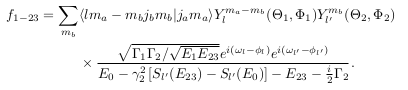 f_{1-23} = \sum_{m_b} \langle l m_a - m_b j_b m_b | j_a m_a \rangle Y_l^{m_a - m_b}(\Theta_1, \Phi_1) Y_{l'}^{m_b}(\Theta_2, \Phi_2)
\times \frac{\sqrt{\Gamma_1 \Gamma_2 / \sqrt{E_1 E_{23}}} e^{i(\omega_l - \phi_l)} e^{i(\omega_{l'} - \phi_{l'})}}{E_0 - \gamma_2^2 [S_{l'}(E_{23}) - S_{l'}(E_0)] - E_{23} - \frac{i}{2} \Gamma_2}.